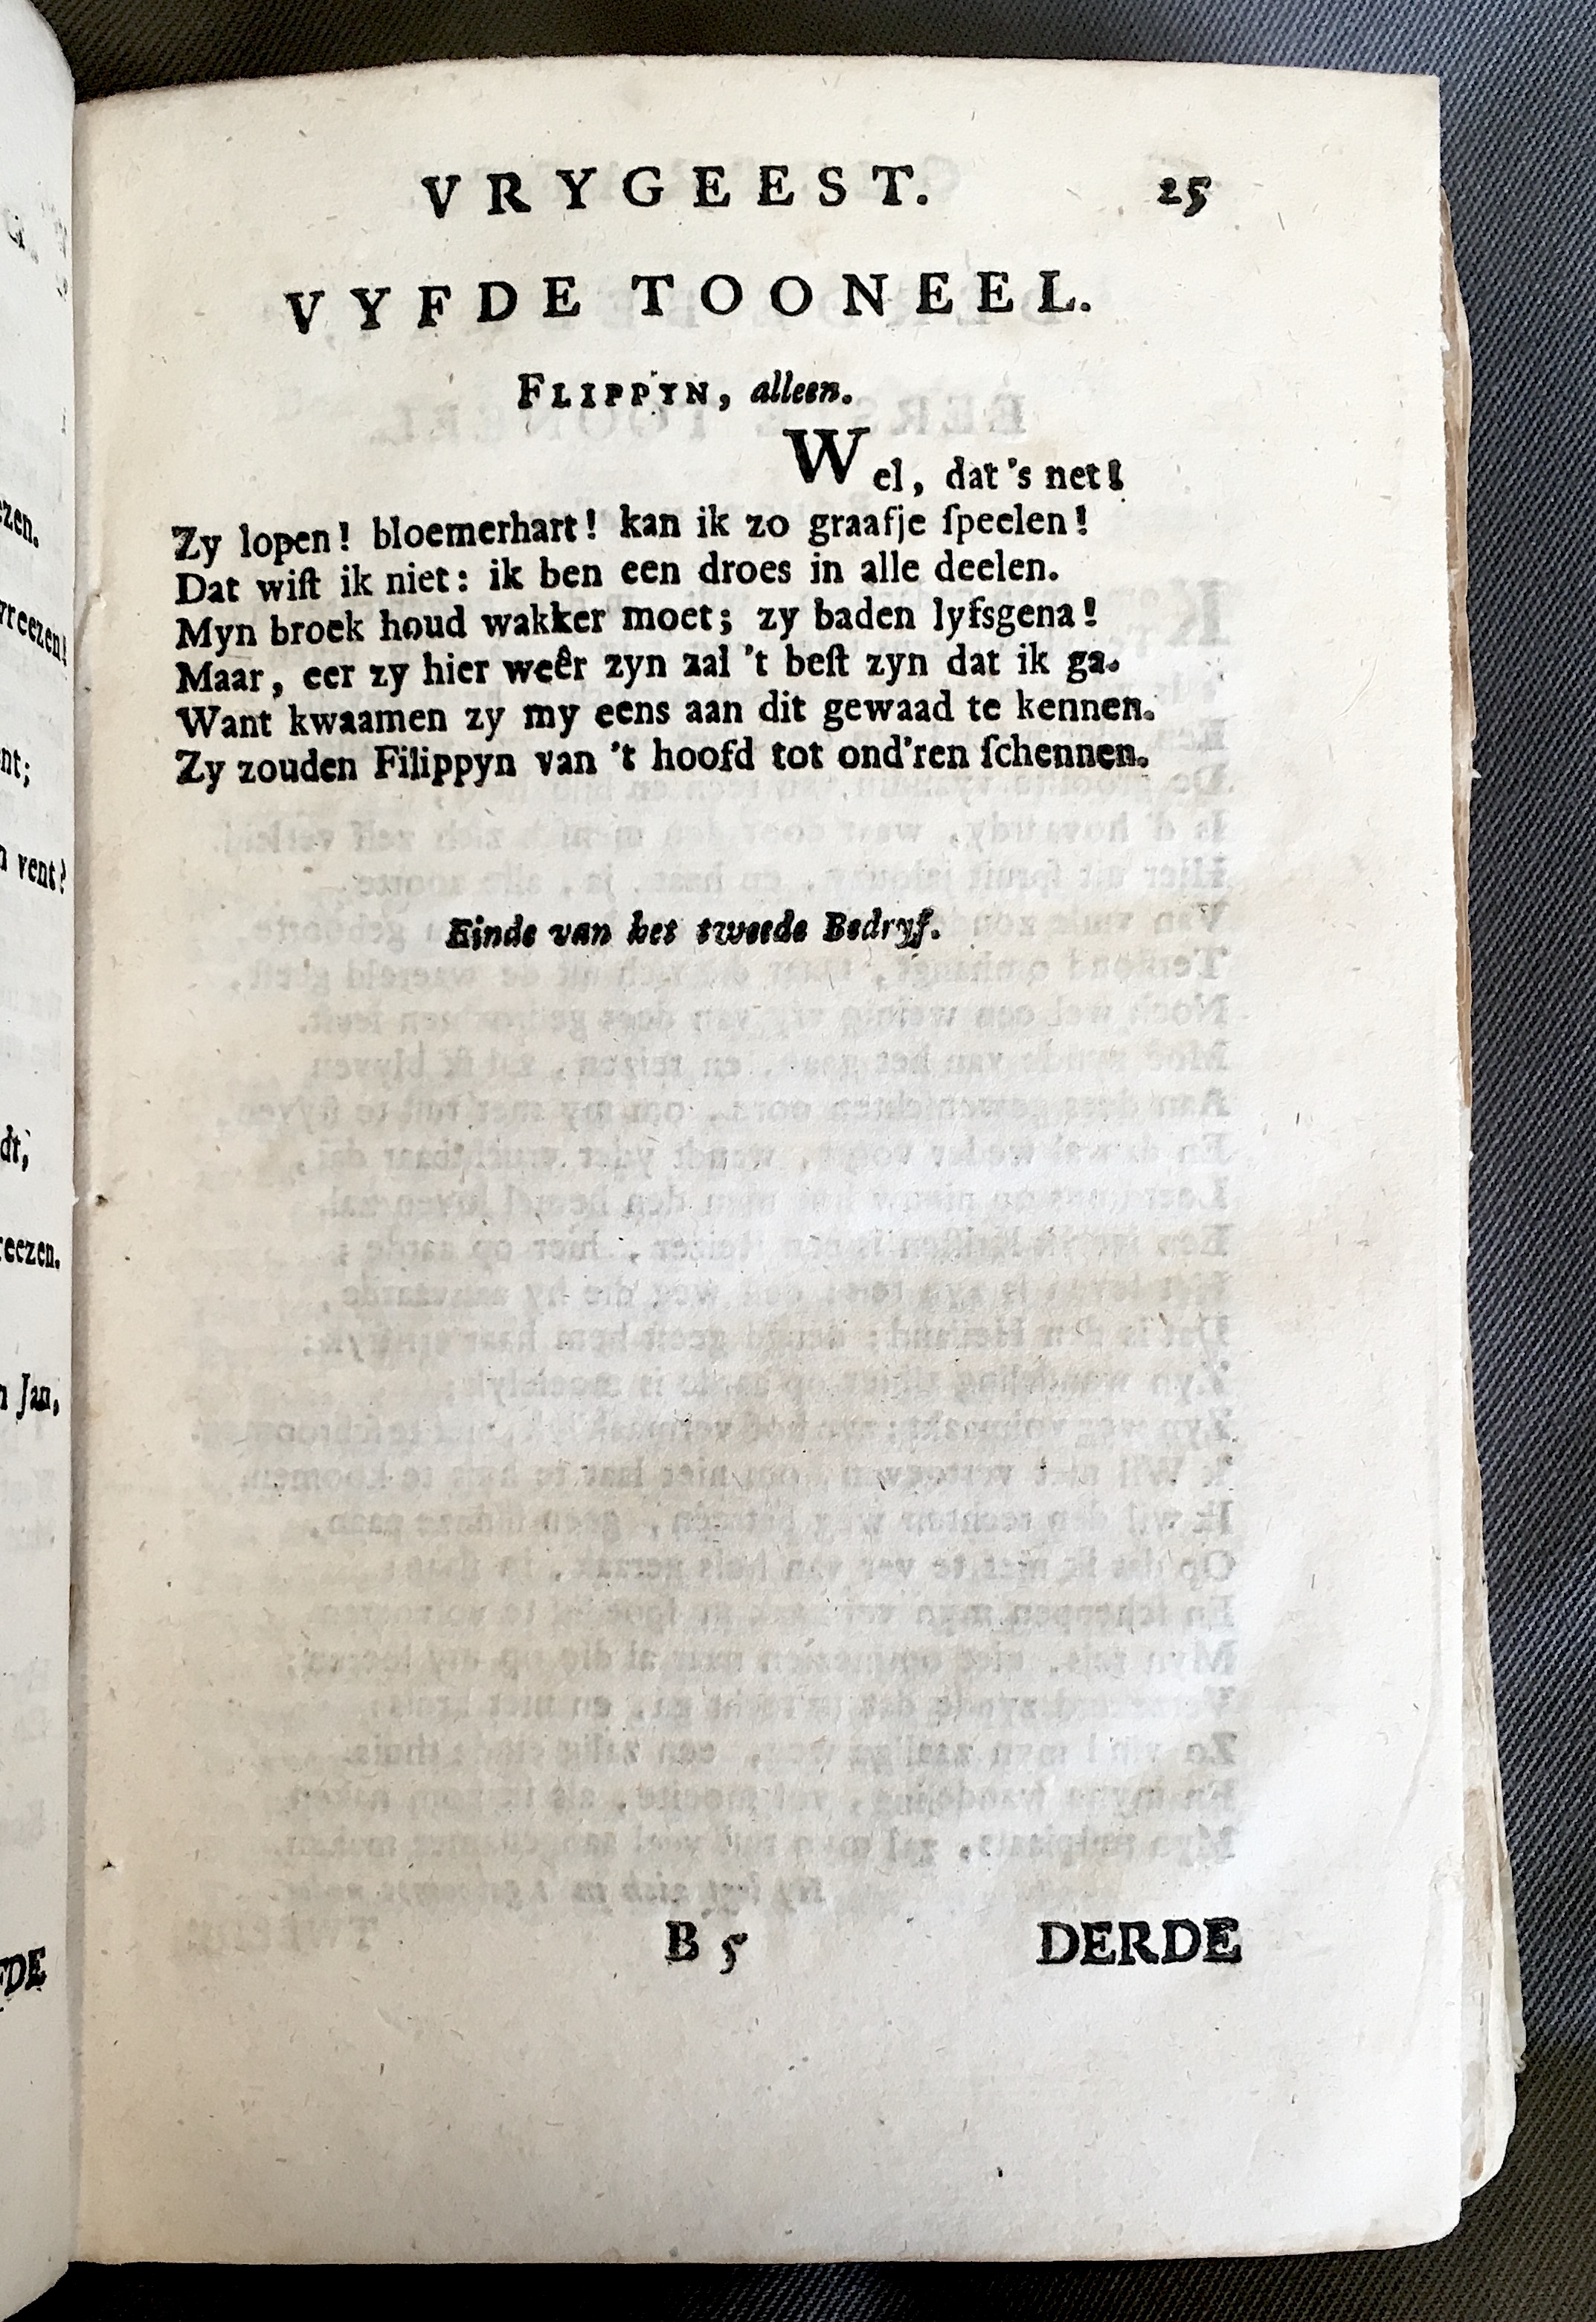 VRYGEEST. 25
VYFDE TOONEEL.
FLIPPYN, alleen.
Wel, dat 's net!
Zy lopen! bloemerhart! kan ik zo graafje ſpeelen!
Dat wiſt ik niet: ik ben een droes in alle deelen.
Myn broek houd wakker moet; zy baden lyfsgena!
Maar, eer zy hier weêr zyn zal 't beſt zyn dat ik ga.
Want kwaamen zy my eens aan dit gewaad te kennen.
Zy zouden Filippyn van 't hoofd tot ond'ren ſchennen.
Einde van het tweede Bedryf.
B 5 DERDE